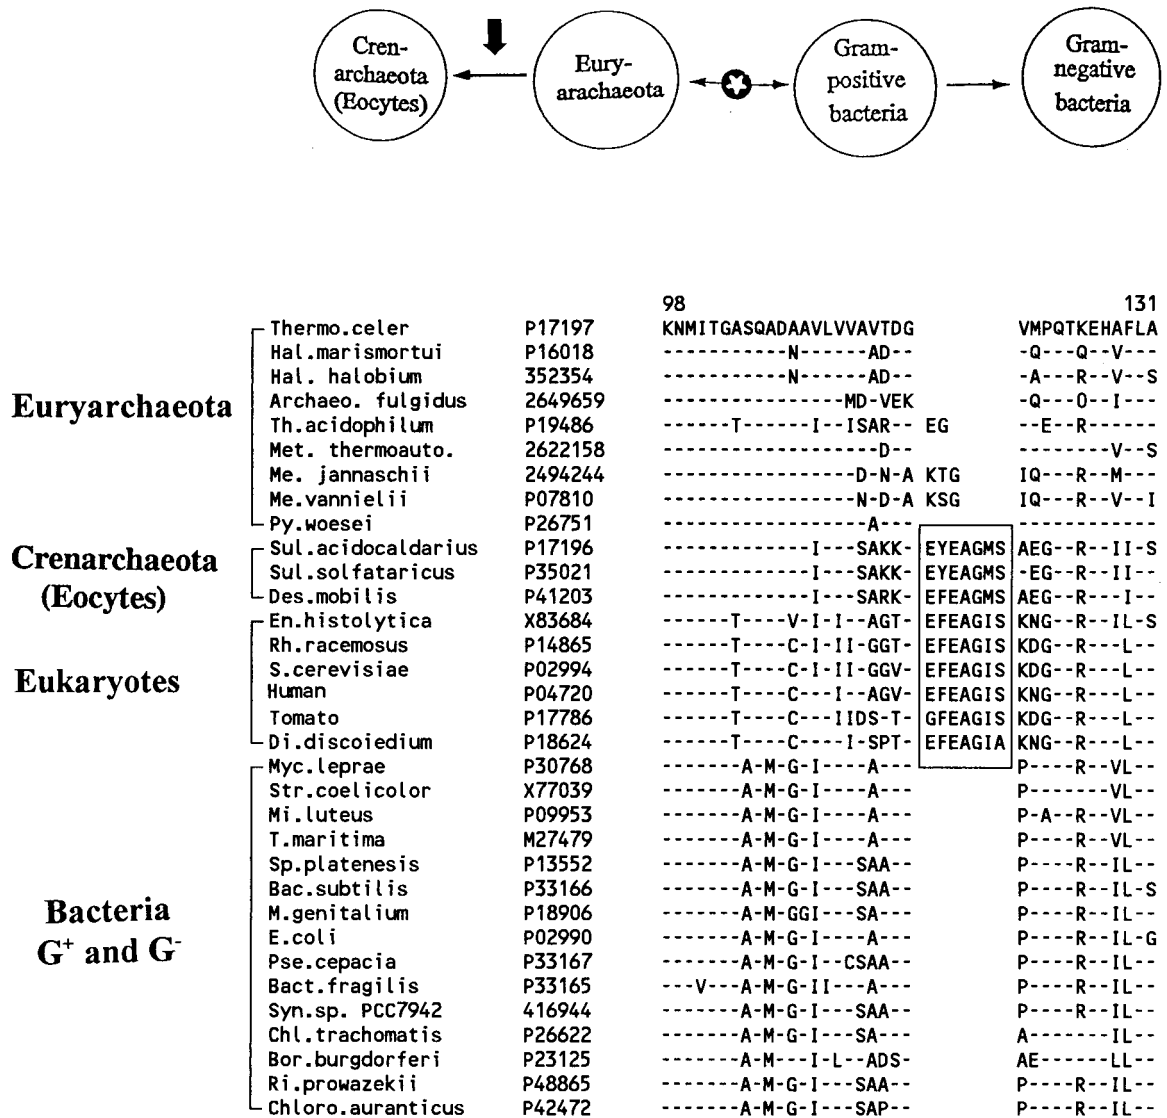 Cren-
archaeota
(Eocytes)
Eury-
arachaeota
Gram-
positive
bacteria
Gram-
negative
bacteria
98 131
Thermo.celer P17197 KNMITGASQADAAVLVVAVTDG VMPQTKEHAFLA
Hal.marismortui P16018 -----------N------AD-- -Q---Q--V---
Hal. halobium 352354 -----------N------AD-- -A---R--V--S
Archaeo. fulgidus 2649659 ----------------MD-VEK -Q---O--I---
Th.acidophilum P19486 ------T------I--ISAR-- EG --E--R------
Met. thermoauto. 2622158 -------------------D-- --------V--S
Me. jannaschii 2494244 -----------------D-N-A KTG IQ---R--M---
Me.vannielii P07810 -----------------N-D-A KSG IQ---R--V--I
Py.woesei P26751 ------------------A--- ------------
Sul.acidocaldarius P17196 -------------I---SAKK- EYEAGMS AEG--R--II-S
Sul.solfataricus P35021 -------------I---SAKK- EYEAGMS -EG--R--II--
Des.mobilis P41203 -------------I---SARK- EFEAGMS AEG--R---I--
En.histolytica X83684 ------T----V-I-I--AGT- EFEAGIS KNG--R--IL-S
Rh.racemosus P14865 ------T----C-I-II-GGT- EFEAGIS KDG--R---L--
S.cerevisiae P02994 ------T----C-I-II-GGV- EFEAGIS KDG--R---L--
Human P04720 ------T----C---I--AGV- EFEAGIS KNG--R---L--
Tomato P17786 ------T----C---IIDS-T- GFEAGIS KDG--R---L--
Di.discoiedium P18624 ------T----C----I-SPT- EFEAGIA KNG--R---L--
Myc.leprae P30768 -------A-M-G-I----A--- P----R--VL--
Str.coelicolor X77039 -------A-M-G-I----A--- P-------VL--
Mi.luteus P09953 -------A-M-G-I----A--- P-A--R--VL--
T.maritima M27479 -------A-M-G-I----A--- P----R--VL--
Sp.platenesis P13552 -------A-M-G-I---SAA-- P----R--IL--
Bac.subtilis P33166 -------A-M-G-I---SAA-- P----R--IL-S
M.genitalium P18906 -------A-M-GGI---SA--- P----R--IL--
E.coli P02990 -------A-M-G-I----A--- P----R--IL-G
Pse.cepacia P33167 -------A-M-G-I--CSAA-- P----R--IL--
Bact.fragilis P33165 ---V---A-M-G-II---A--- P----R--IL--
Syn.sp. PCC7942 416944 -------A-M-G-I---SAA-- P----R--IL--
Chl.trachomatis P26622 -------A-M-G-I---SA--- A-------IL--
Bor.burgdorferi P23125 -------A-M---I-L--ADS- AE------LL--
Ri.prowazekii P48865 -------A-M-G-I---SAA-- P----R--IL--
Chloro.auranticus P42472 -------A-M-G-I---SAP-- P----R--IL--
Euryarchaeota
Crenarchaeota
(Eocytes)
Eukaryotes
Bacteria
G+ and G-